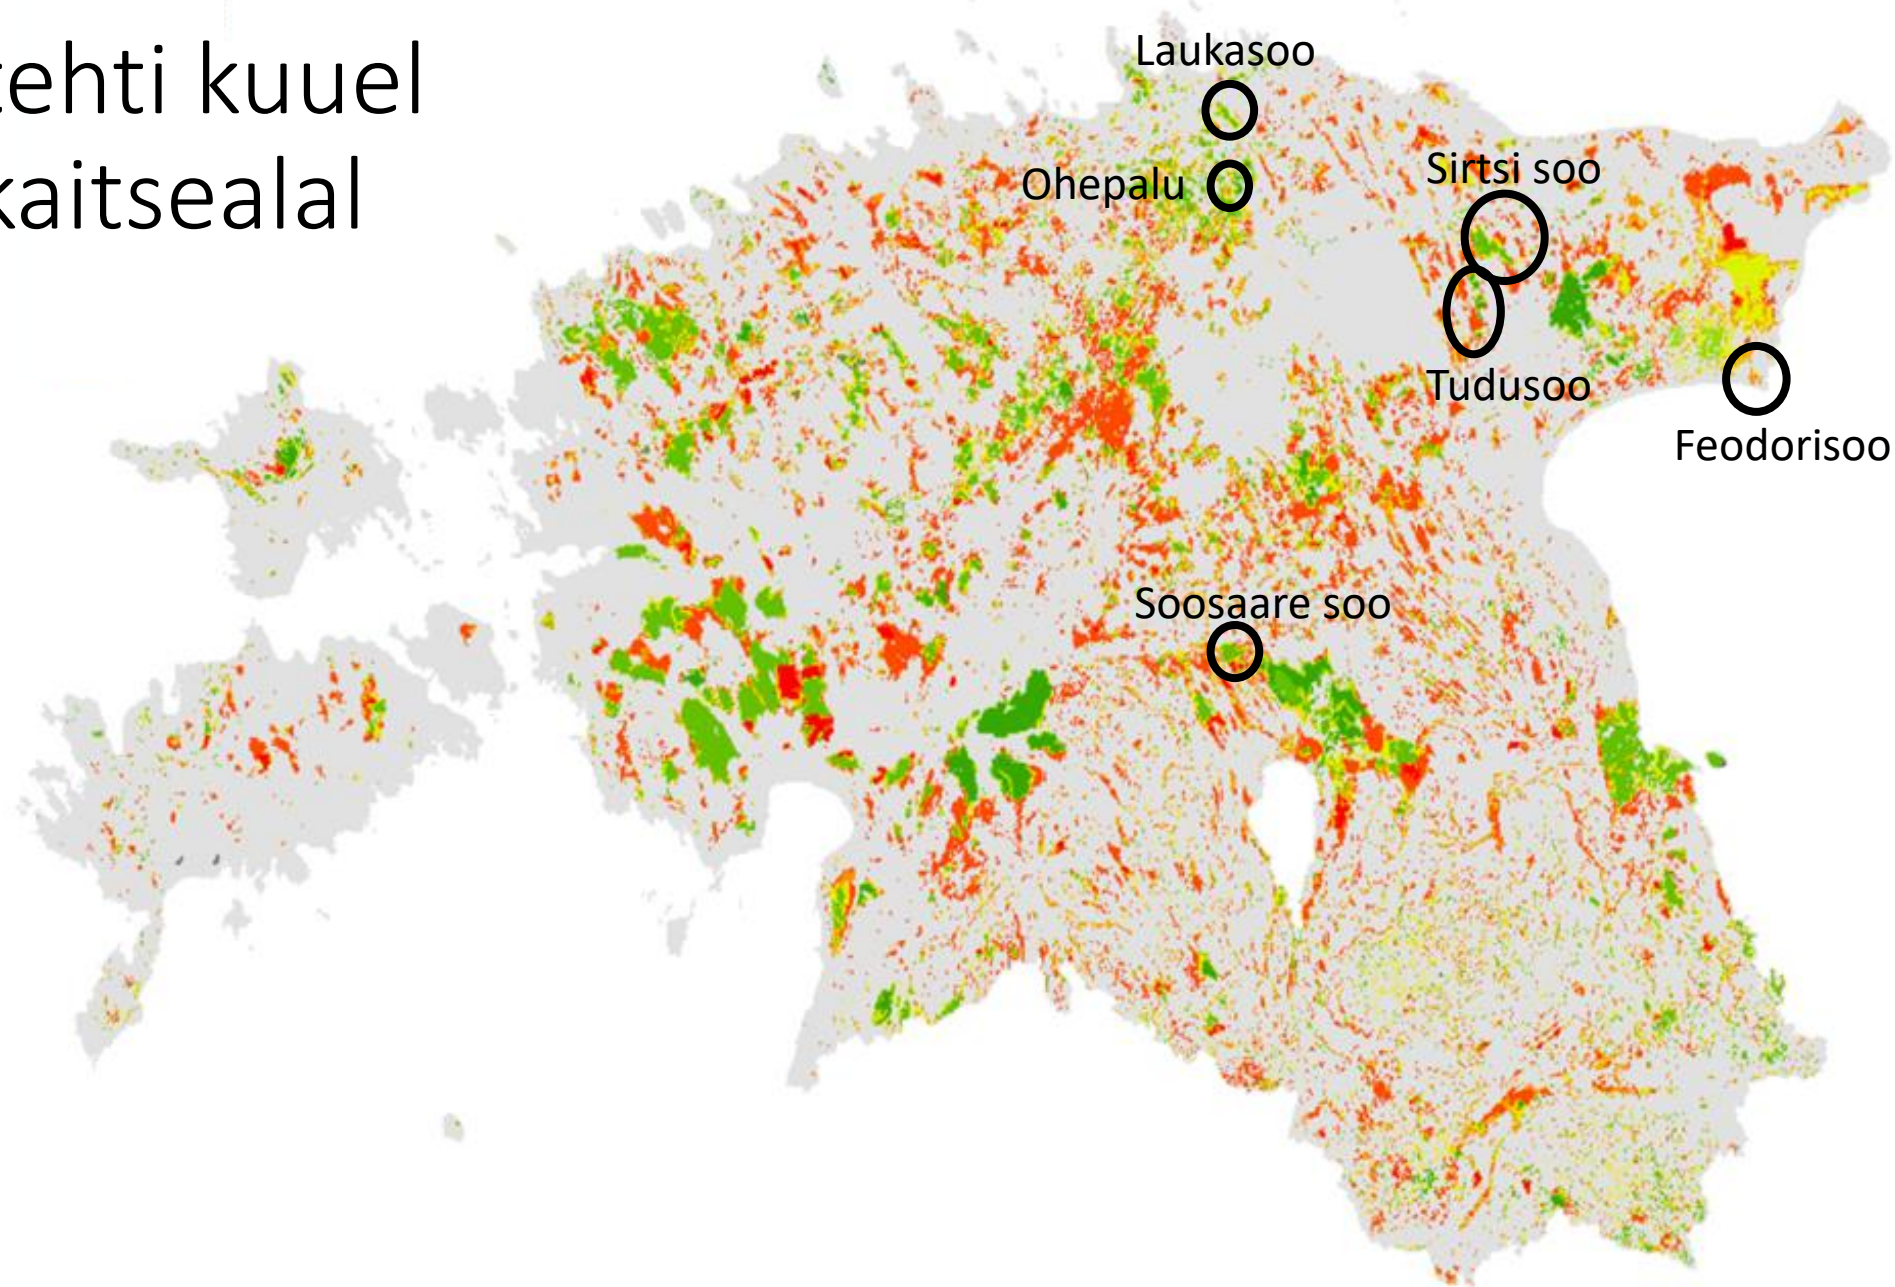 tehti kuuel
kaitsealal
Laukasoo
Ohepalu
Sirtsi soo
Tudusoo
Feodorisoo
Soosaare soo